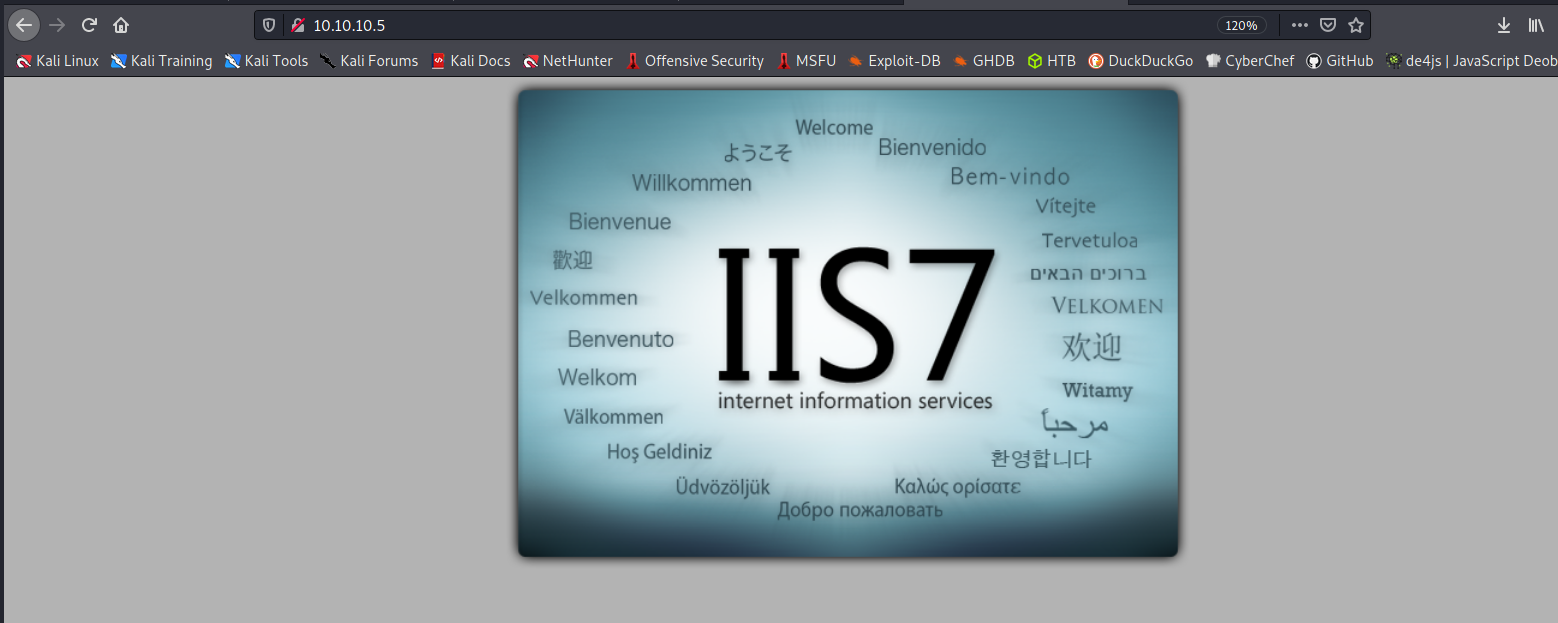 10.10.10.5
120%
Kali Linux Kali Training Kali Tools Kali Forums Kali Docs NetHunter Offensive Security MSFU Exploit-DB GHDB HTB DuckDuckGo CyberChef GitHub de4js | JavaScript Deob
Welcome
ようこそ
Bienvenido
Willkommen
Bem-vindo
Bienvenue
Vítejte
歡迎
Tervetuloa
ברוכים הבאים
Velkommen
VELKOMEN
Benvenuto
欢迎
Welkom
Witamy
Välkommen
مرحباً
Hoş Geldiniz
환영합니다
Üdvözöljük
Καλώς ορίσατε
Добро пожаловать
IIS7
internet information services